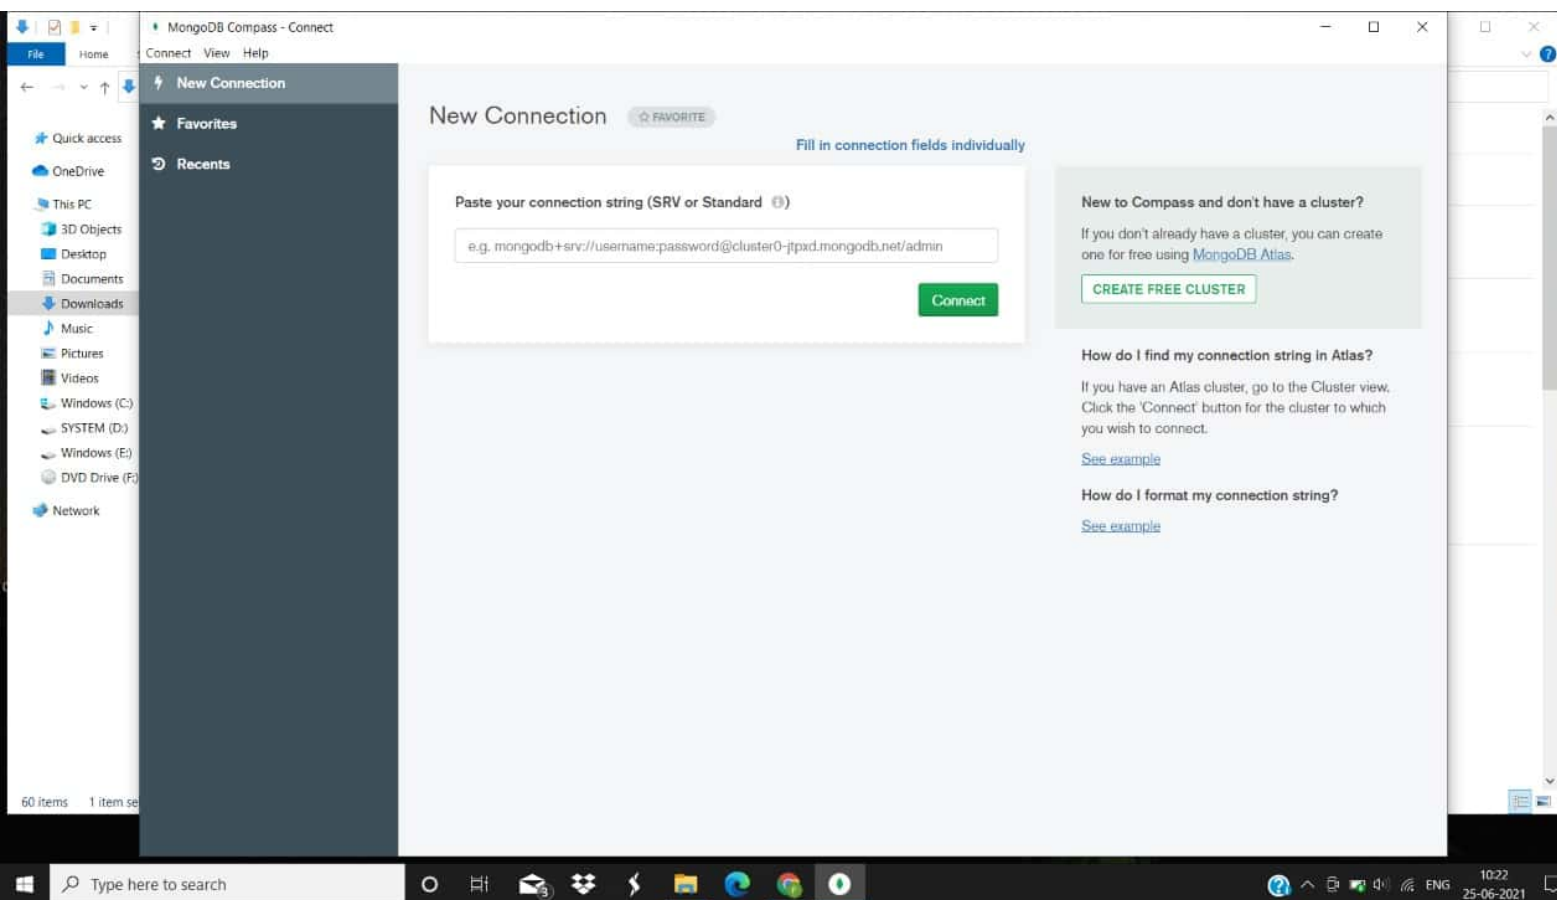 MongoDB Compass - Connect
File
Home
Connect View Help
New Connection
Favorites
Recents
Quick access
OneDrive
This PC
3D Objects
Desktop
Documents
Downloads
Music
Pictures
Videos
Windows (C:)
SYSTEM (D:)
Windows (E:)
DVD Drive (F:)
Network
60 items 1 item se
New Connection FAVORITE
Fill in connection fields individually
Paste your connection string (SRV or Standard )
e.g. mongodb+srv://username:password@cluster0-jtpxd.mongodb.net/admin
Connect
New to Compass and don't have a cluster?
If you don't already have a cluster, you can create
one for free using MongoDB Atlas.
CREATE FREE CLUSTER
How do I find my connection string in Atlas?
If you have an Atlas cluster, go to the Cluster view.
Click the 'Connect' button for the cluster to which
you wish to connect.
See example
How do I format my connection string?
See example
Type here to search
3
ENG
10:22
25-06-2021